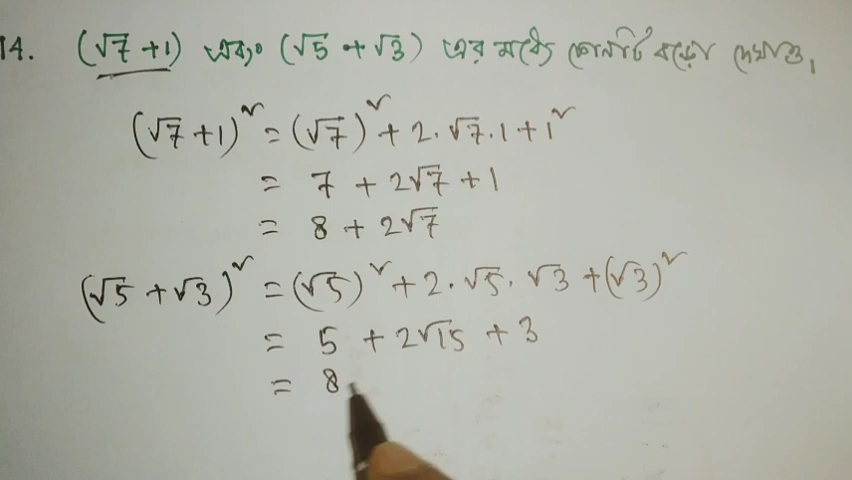 14. (√7 + 1) এবং (√5 + √3) এর মধ্যে কোনটি বড়ো দেখাও।
(√7 + 1)² = (√7)² + 2·√7·1 + 1²
= 7 + 2√7 + 1
= 8 + 2√7
(√5 + √3)² = (√5)² + 2·√5·√3 + (√3)²
= 5 + 2√15 + 3
= 8